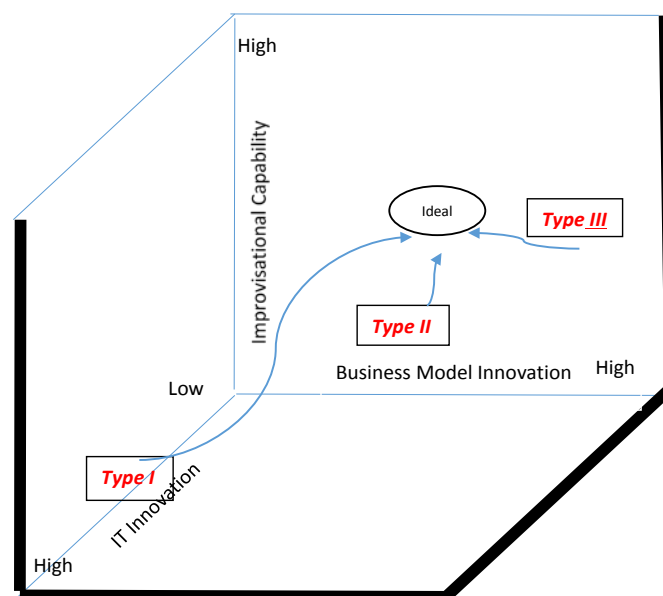 High
Improvisational Capability
Ideal
Type III
Type II
Business Model Innovation
High
Low
Type I
IT Innovation
High